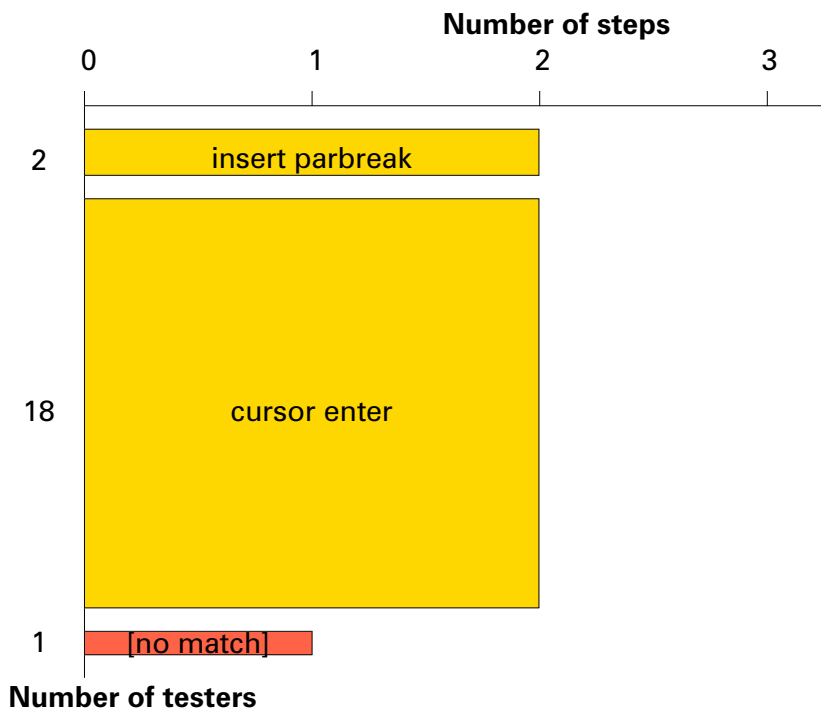 Number of steps
0 1 2 3
2 insert parbreak
18 cursor enter
1 [no match]
Number of testers